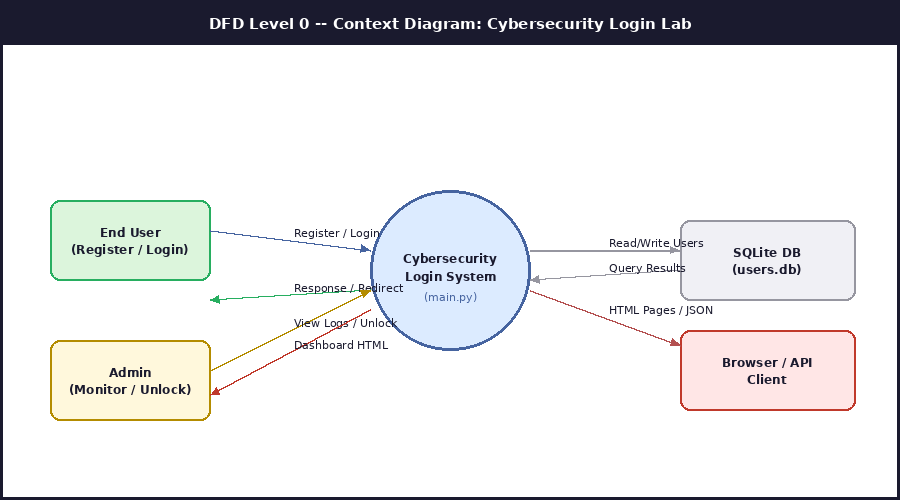 DFD Level 0 -- Context Diagram: Cybersecurity Login Lab
End User
(Register / Login)
Register / Login
Response / Redirect
Admin
(Monitor / Unlock)
View Logs / Unlock
Dashboard HTML
Cybersecurity
Login System
(main.py)
Read/Write Users
Query Results
SQLite DB
(users.db)
HTML Pages / JSON
Browser / API
Client